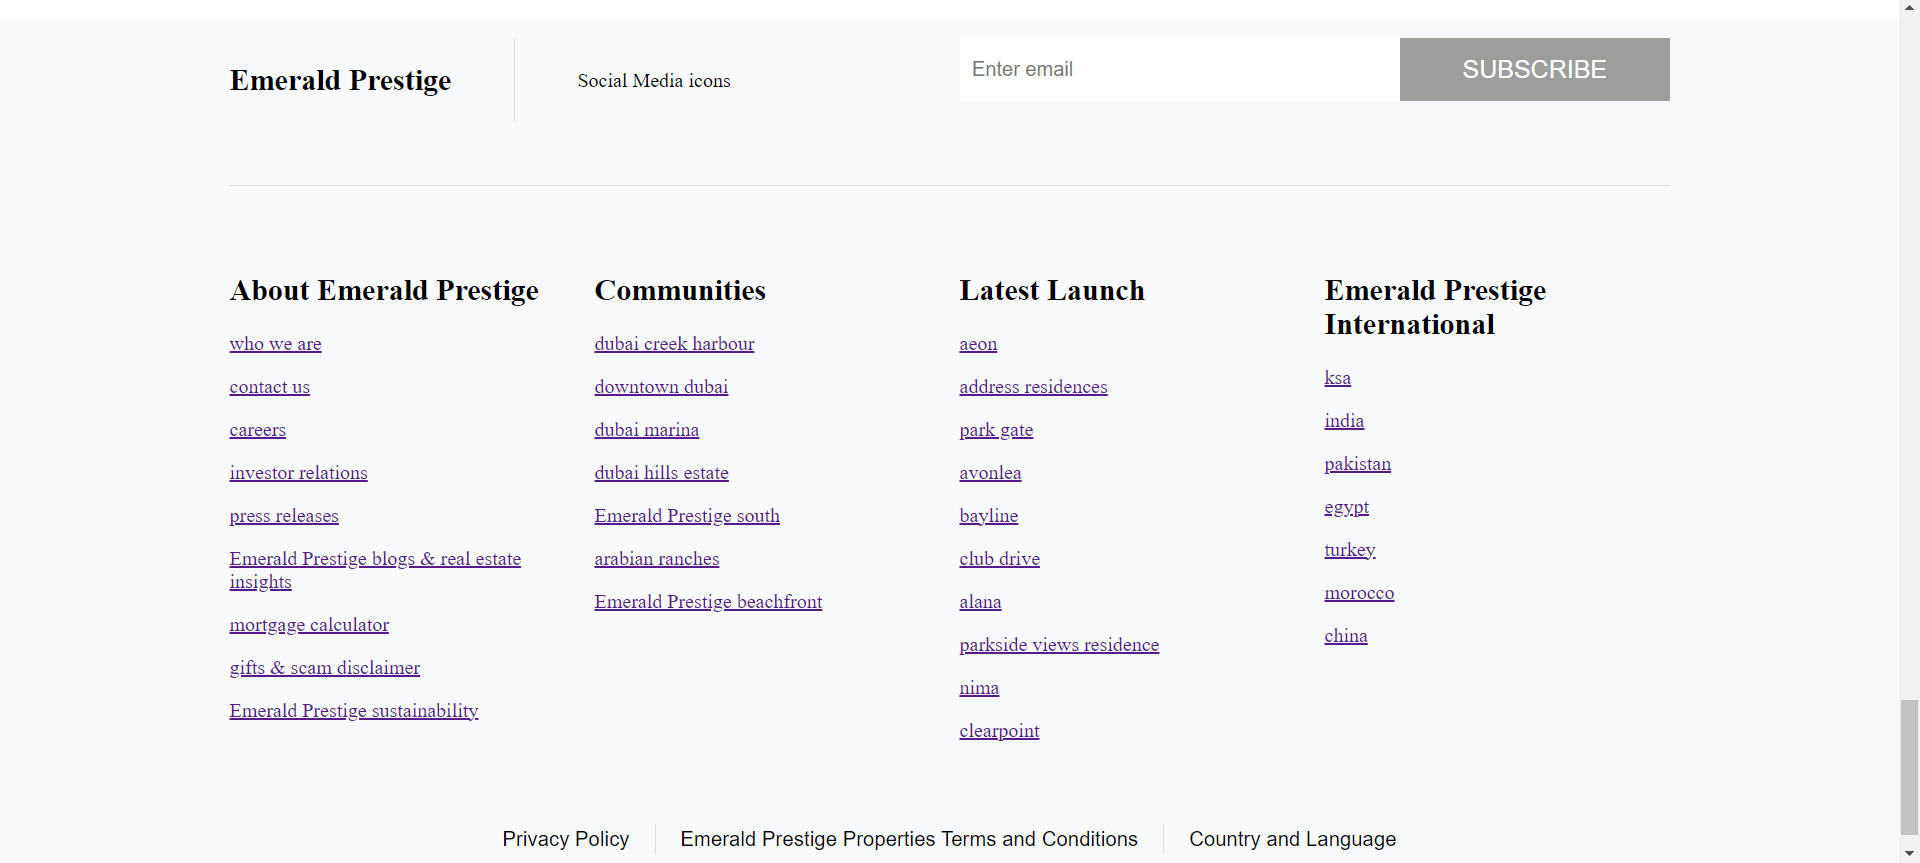 Emerald Prestige
Social Media icons
Enter email
SUBSCRIBE
About Emerald Prestige
who we are
contact us
careers
investor relations
press releases
Emerald Prestige blogs & real estate
insights
mortgage calculator
gifts & scam disclaimer
Emerald Prestige sustainability
Communities
dubai creek harbour
downtown dubai
dubai marina
dubai hills estate
Emerald Prestige south
arabian ranches
Emerald Prestige beachfront
Latest Launch
aeon
address residences
park gate
avonlea
bayline
club drive
alana
parkside views residence
nima
clearpoint
Emerald Prestige
International
ksa
india
pakistan
egypt
turkey
morocco
china
Privacy Policy
Emerald Prestige Properties Terms and Conditions
Country and Language